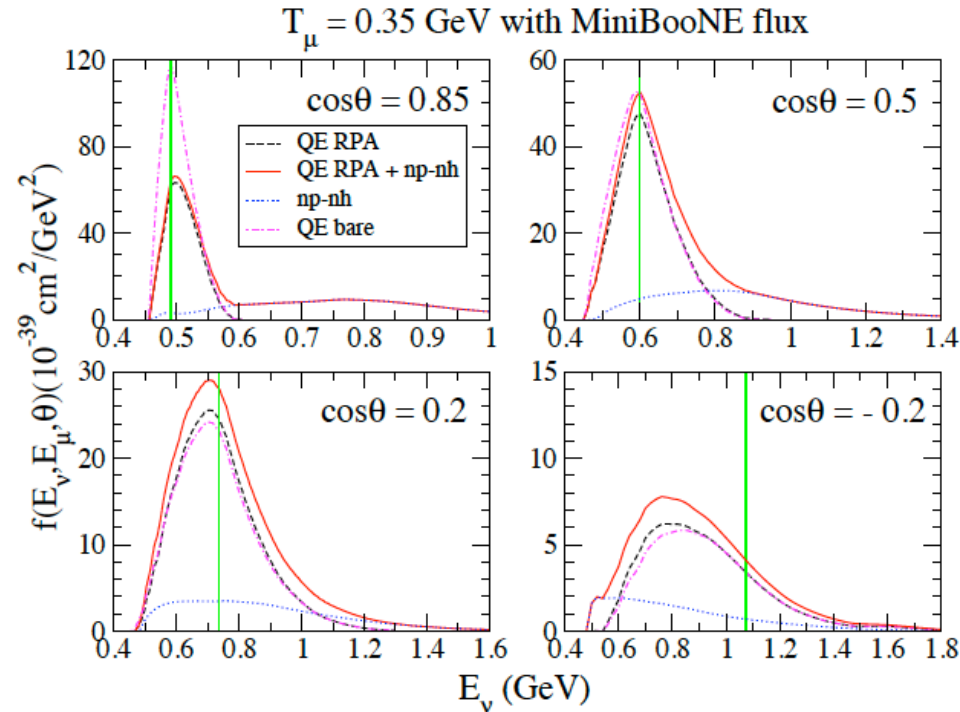 T_μ = 0.35 GeV with MiniBooNE flux
120
100
80
60
40
20
0
0.4 0.5 0.6 0.7 0.8 0.9 1
cosθ = 0.85
QE RPA
QE RPA + np-nh
np-nh
QE bare
60
40
20
0
0.4 0.6 0.8 1 1.2 1.4
cosθ = 0.5
f(E_ν,E_μ,θ)(10^-39 cm^2/GeV^2)
30
20
10
0
0.4 0.6 0.8 1 1.2 1.4 1.6
cosθ = 0.2
15
10
5
0
0.4 0.6 0.8 1 1.2 1.4 1.6 1.8
cosθ = - 0.2
E_ν (GeV)